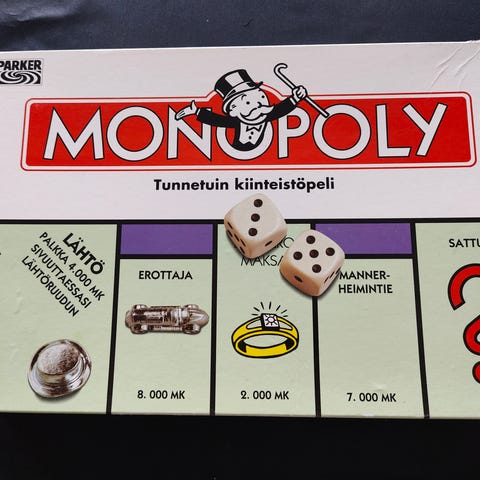 PARKER
MONOPOLY
Tunnetuin kiinteistöpeli
LÄHTÖ
PALKKA 4.000 MK
SIVUUTTAESSASI
LÄHTÖRUUDUN
EROTTAJA
8. 000 MK
MAKSA
2. 000 MK
MANNER-
HEIMINTIE
7. 000 MK
SATTU